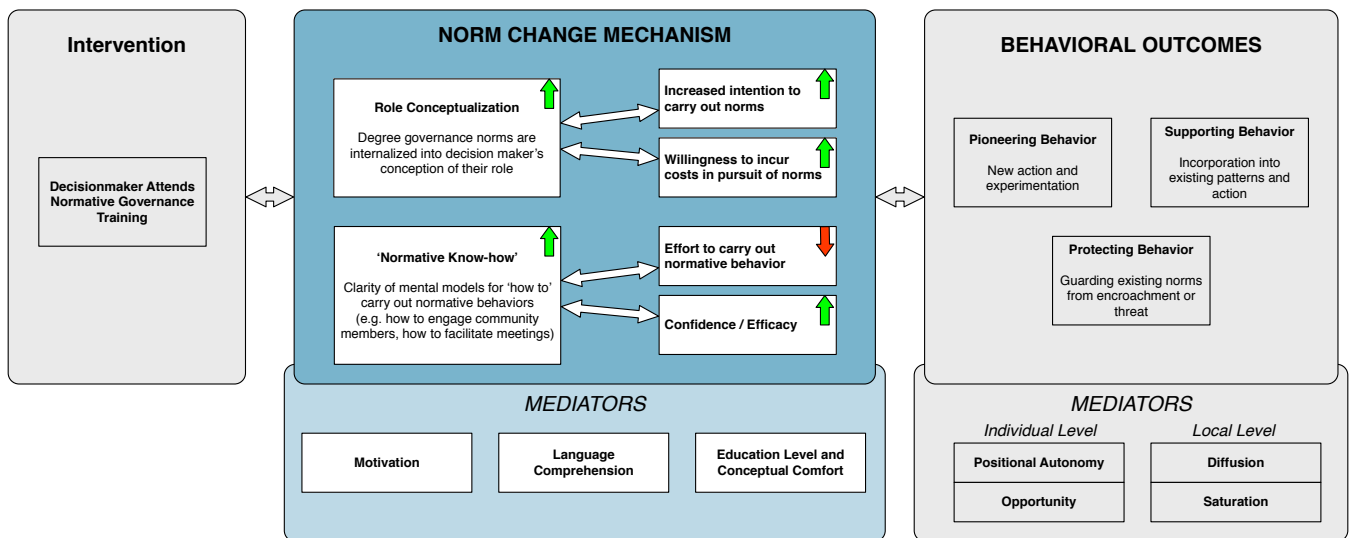 Intervention
Decisionmaker Attends
Normative Governance
Training
NORM CHANGE MECHANISM
Role Conceptualization
Degree governance norms are
internalized into decision maker's
conception of their role
Increased intention to
carry out norms
Willingness to incur
costs in pursuit of norms
‘Normative Know-how’
Clarity of mental models for ‘how to’
carry out normative behaviors
(e.g. how to engage community
members, how to facilitate meetings)
Effort to carry out
normative behavior
Confidence / Efficacy
MEDIATORS
Motivation
Language
Comprehension
Education Level and
Conceptual Comfort
BEHAVIORAL OUTCOMES
Pioneering Behavior
New action and
experimentation
Supporting Behavior
Incorporation into
existing patterns and
action
Protecting Behavior
Guarding existing norms
from encroachment or
threat
MEDIATORS
Individual Level
Positional Autonomy
Opportunity
Local Level
Diffusion
Saturation